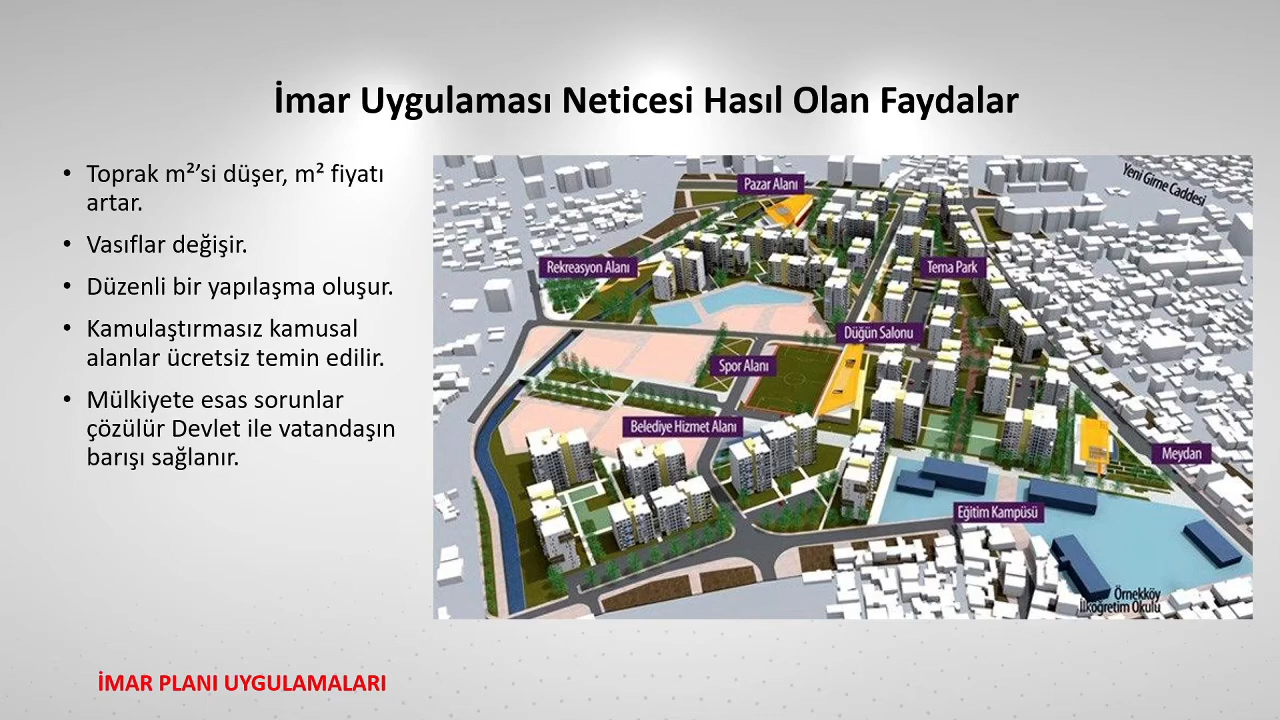 İmar Uygulaması Neticesi Hasıl Olan Faydalar
• Toprak m²’si düşer, m² fiyatı
artar.
• Vasıflar değişir.
• Düzenli bir yapılaşma oluşur.
• Kamulaştırmasız kamusal
alanlar ücretsiz temin edilir.
• Mülkiyete esas sorunlar
çözülür Devlet ile vatandaşın
barışı sağlanır.
Pazar Alanı
Yeni Girne Caddesi
Rekreasyon Alanı
Tema Park
Düğün Salonu
Spor Alanı
Belediye Hizmet Alanı
Meydan
Eğitim Kampüsü
Örnekköy
İlköğretim Okulu
İMAR PLANI UYGULAMALARI